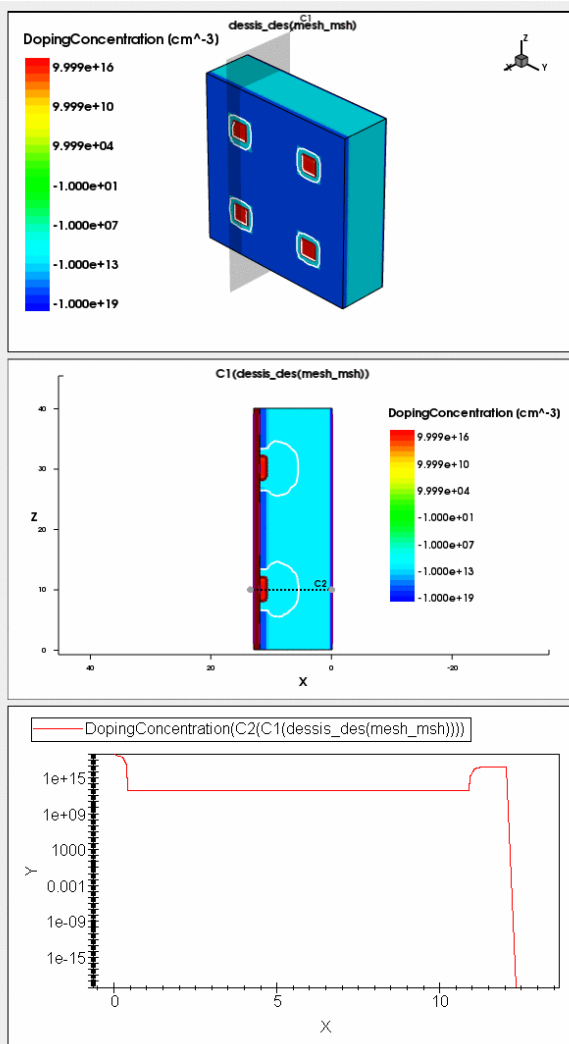 C1
dessis_des(mesh_msh)
DopingConcentration (cm^-3)
9.999e+16
9.999e+10
9.999e+04
-1.000e+01
-1.000e+07
-1.000e+13
-1.000e+19
Z
X
Y
C1(dessis_des(mesh_msh))
DopingConcentration (cm^-3)
9.999e+16
9.999e+10
9.999e+04
-1.000e+01
-1.000e+07
-1.000e+13
-1.000e+19
40
30
20
10
0
Z
C2
40
20
0
-20
X
DopingConcentration(C2(C1(dessis_des(mesh_msh))))
1e+15
1e+09
1000
0.001
1e-09
1e-15
Y
0
5
10
X